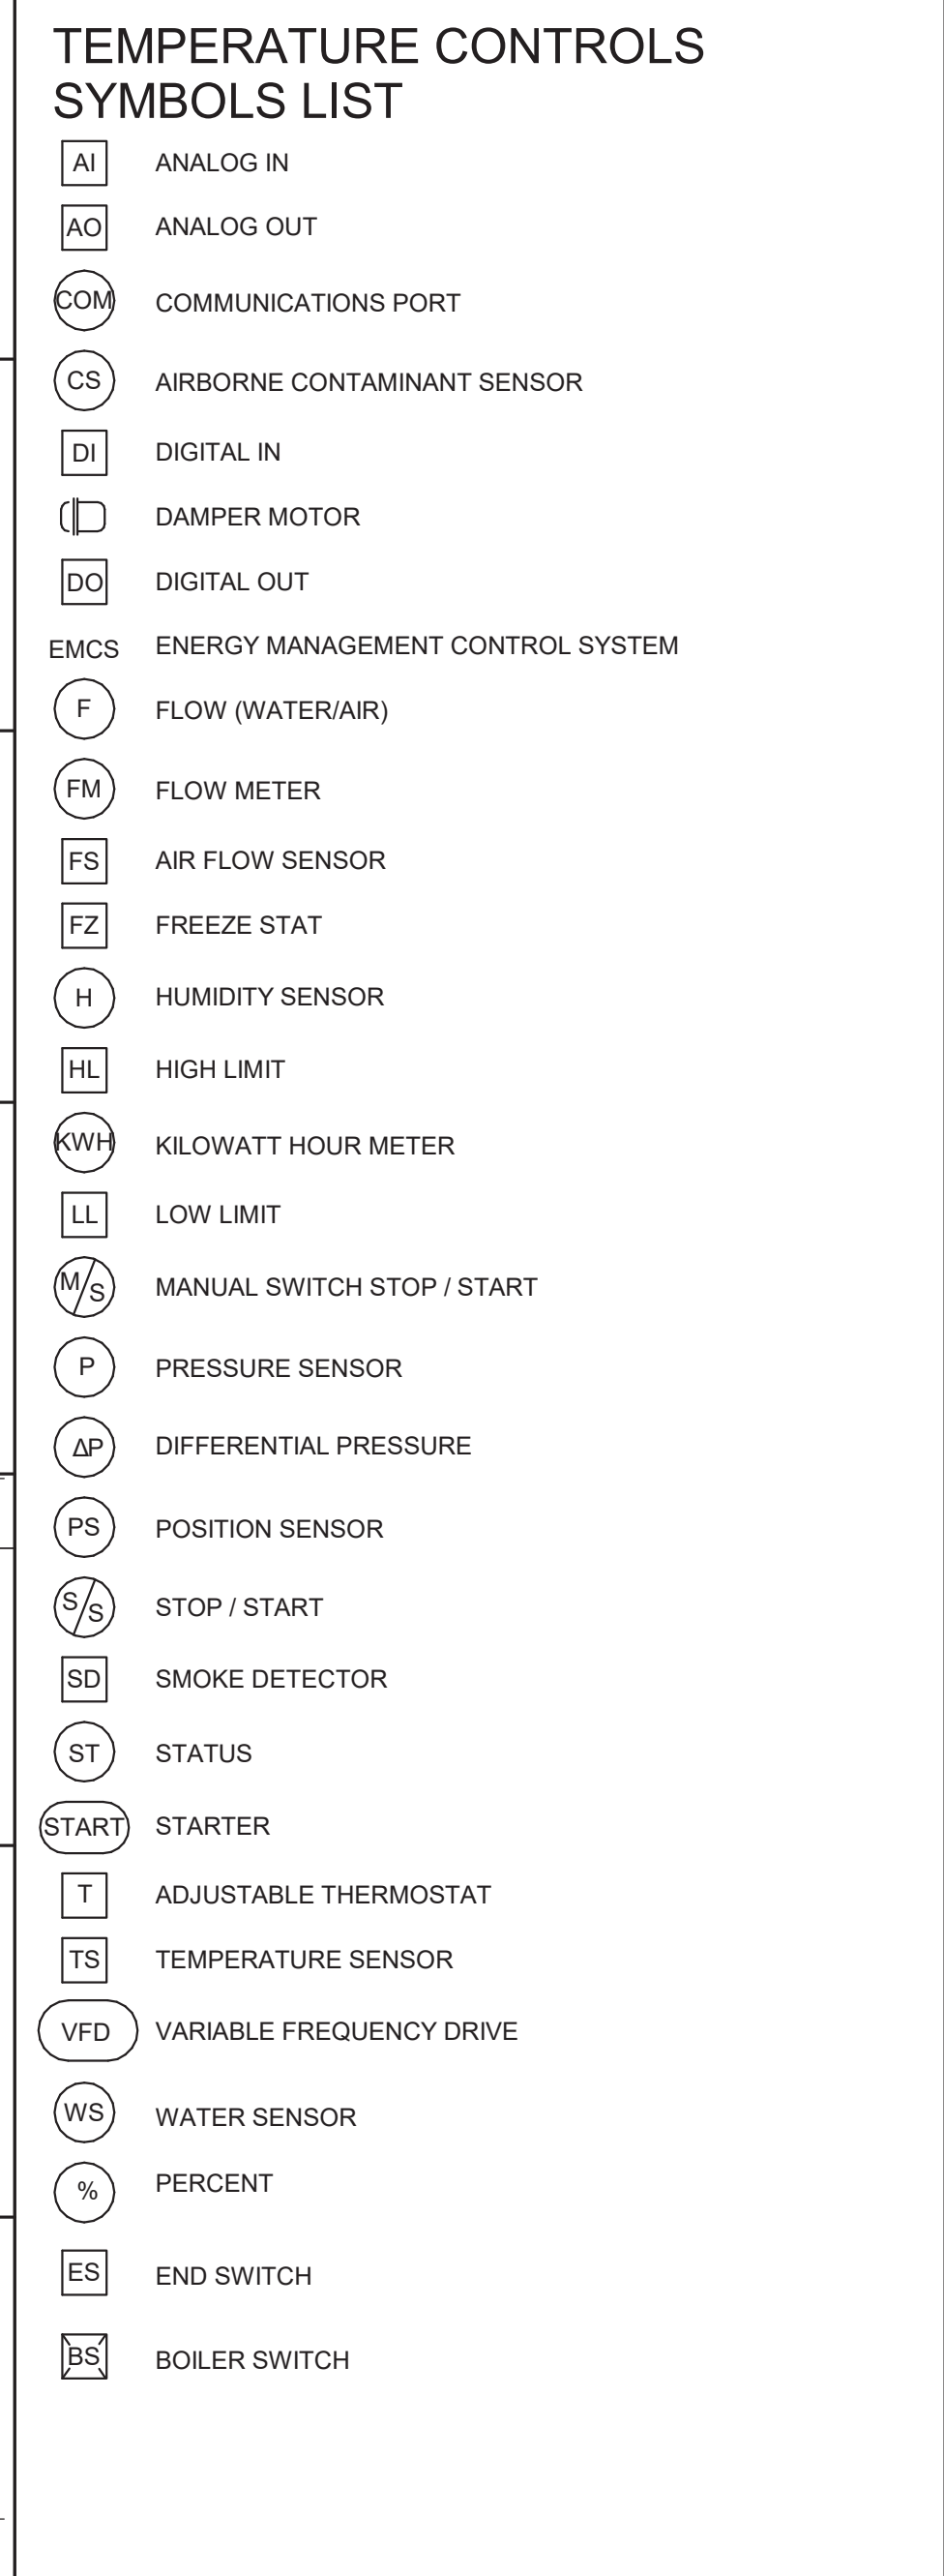 TEMPERATURE CONTROLS
SYMBOLS LIST
AI ANALOG IN
AO ANALOG OUT
COM COMMUNICATIONS PORT
CS AIRBORNE CONTAMINANT SENSOR
DI DIGITAL IN
DAMPER MOTOR
DO DIGITAL OUT
EMCS ENERGY MANAGEMENT CONTROL SYSTEM
F FLOW (WATER/AIR)
FM FLOW METER
FS AIR FLOW SENSOR
FZ FREEZE STAT
H HUMIDITY SENSOR
HL HIGH LIMIT
KWH KILOWATT HOUR METER
LL LOW LIMIT
M/S MANUAL SWITCH STOP / START
P PRESSURE SENSOR
ΔP DIFFERENTIAL PRESSURE
PS POSITION SENSOR
S/S STOP / START
SD SMOKE DETECTOR
ST STATUS
START STARTER
T ADJUSTABLE THERMOSTAT
TS TEMPERATURE SENSOR
VFD VARIABLE FREQUENCY DRIVE
WS WATER SENSOR
% PERCENT
ES END SWITCH
BS BOILER SWITCH